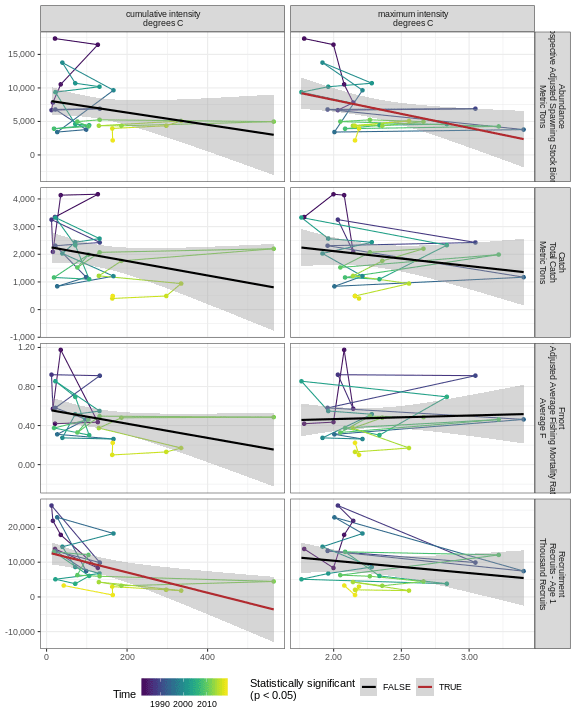 cumulative intensity
degrees C
maximum intensity
degrees C
15,000
10,000
5,000
0
Abundance
Adjusted Spawning Stock
Metric Tons
4,000
3,000
2,000
1,000
0
-1,000
Catch
Total Catch
Metric Tons
1.20
0.80
0.40
0.00
Fmort
Adjusted Average Fishing Mortality
Average F
20,000
10,000
0
-10,000
Recruitment
Recruits - Age 1
Thousand Recruits
0
200
400
2.00
2.50
3.00
Time
1990 2000 2010
Statistically significant
(p < 0.05)
FALSE
TRUE